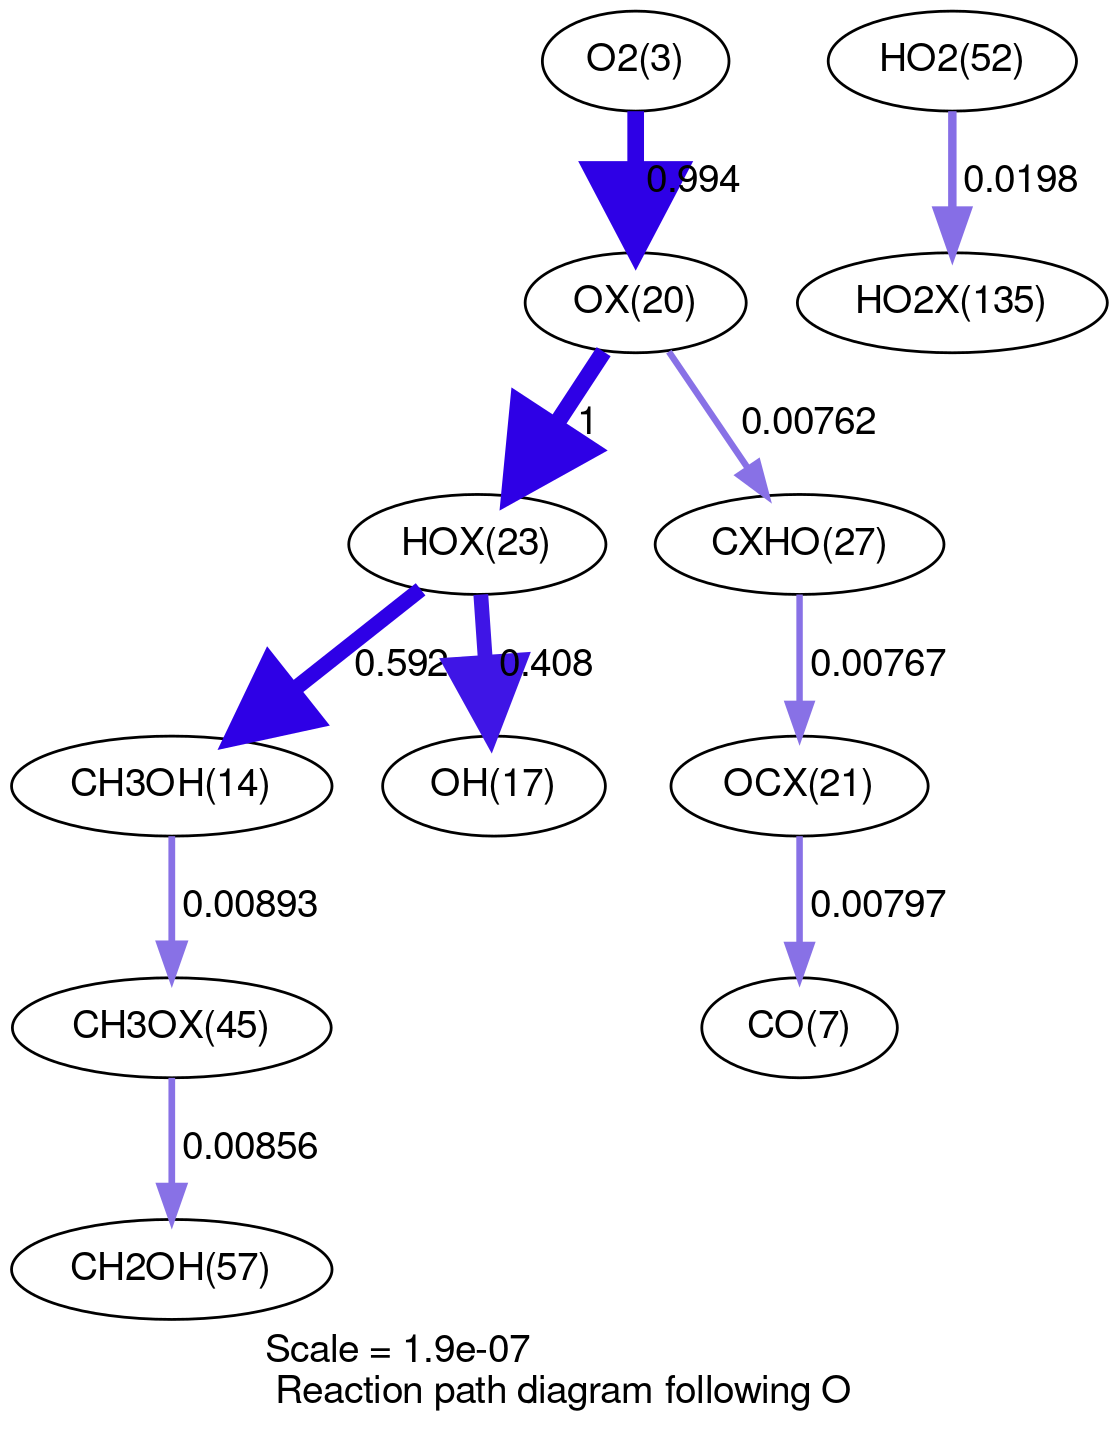 O2(3)
HO2(52)
0.994
0.0198
OX(20)
HO2X(135)
1
0.00762
HOX(23)
CXHO(27)
0.592
0.408
0.00767
CH3OH(14)
OH(17)
OCX(21)
0.00893
0.00797
CH3OX(45)
CO(7)
0.00856
CH2OH(57)
Scale = 1.9e-07
Reaction path diagram following O